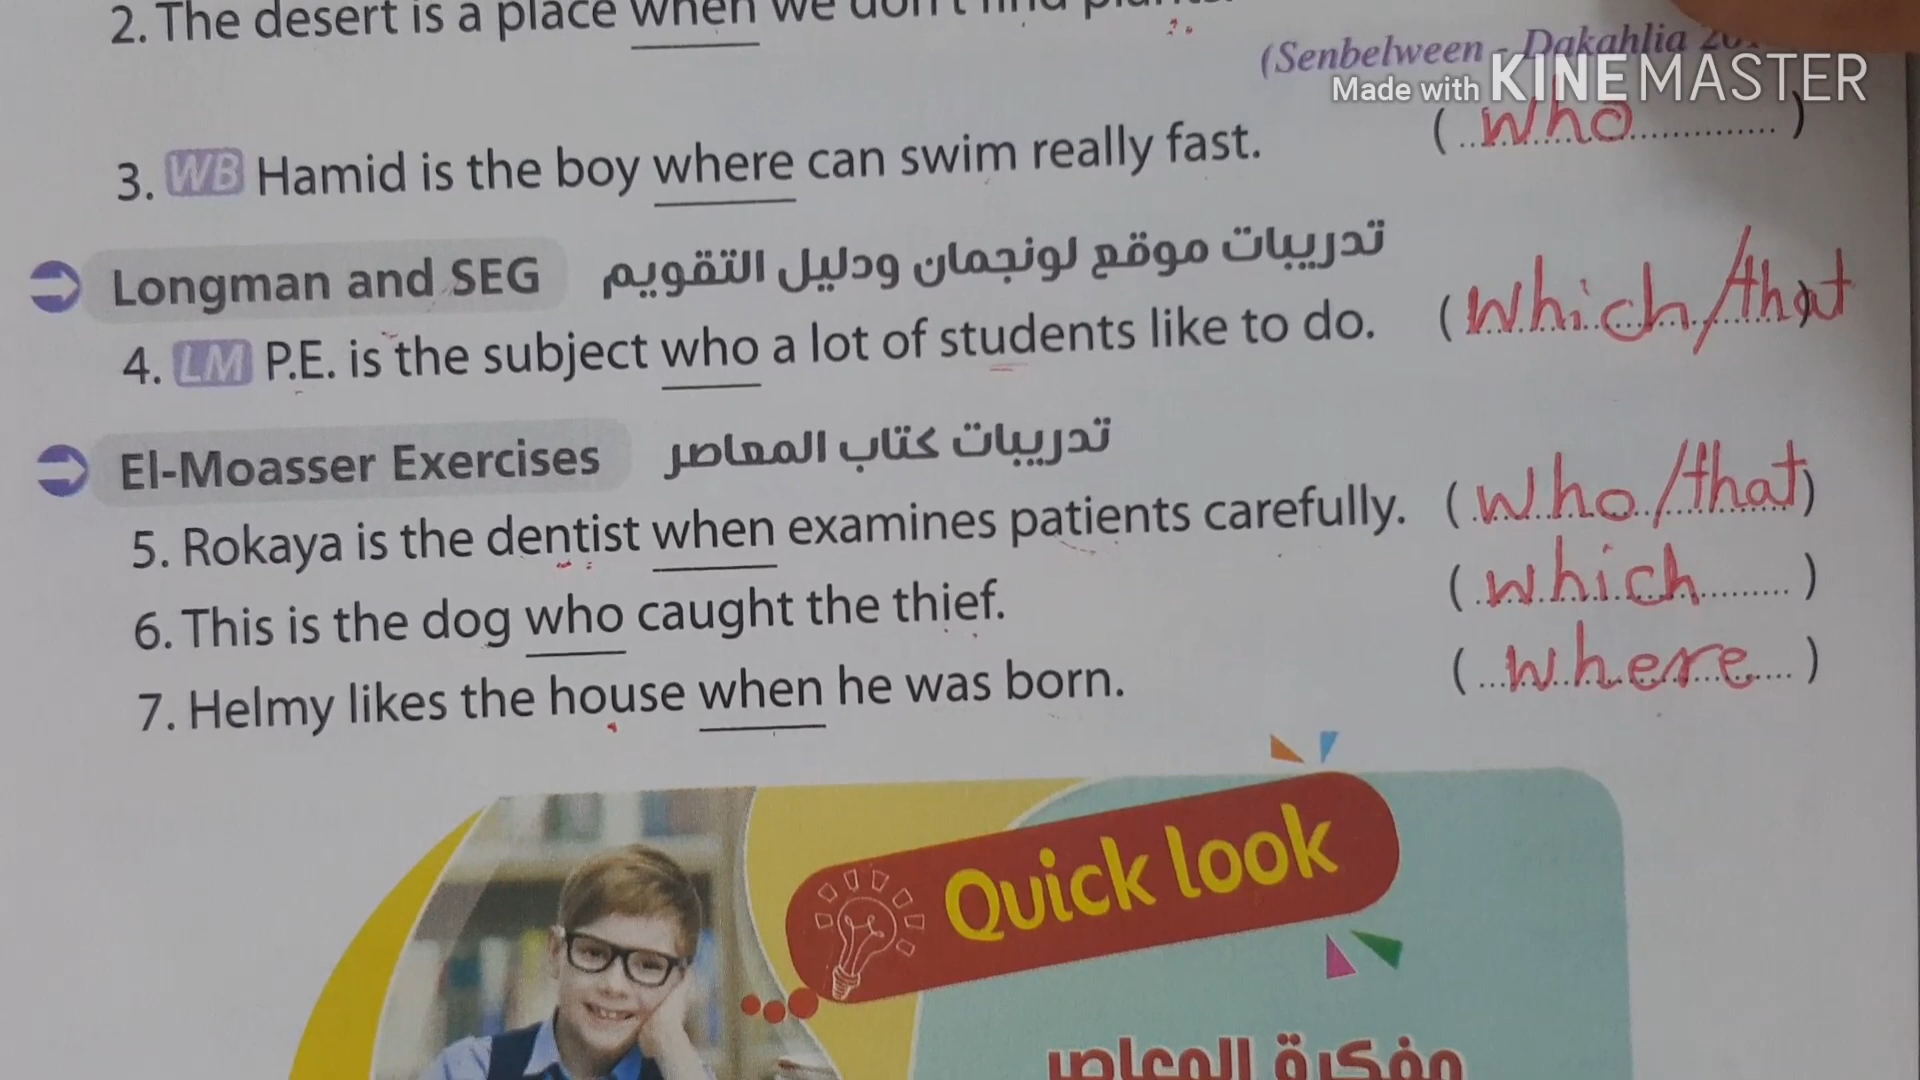 2. The desert is a place when we don't find plants.
(Senbelween - Dakahlia
Made with KINEMASTER
3. WB Hamid is the boy where can swim really fast. (who)
Longman and SEG تدريبات موقع لونجمان ودليل التقويم
4. LM P.E. is the subject who a lot of students like to do. (which/that)
El-Moasser Exercises تدريبات كتاب المعاصر
5. Rokaya is the dentist when examines patients carefully. (who/that)
6. This is the dog who caught the thief. (which)
7. Helmy likes the house when he was born. (where)
Quick look
مفكرة المعاصر